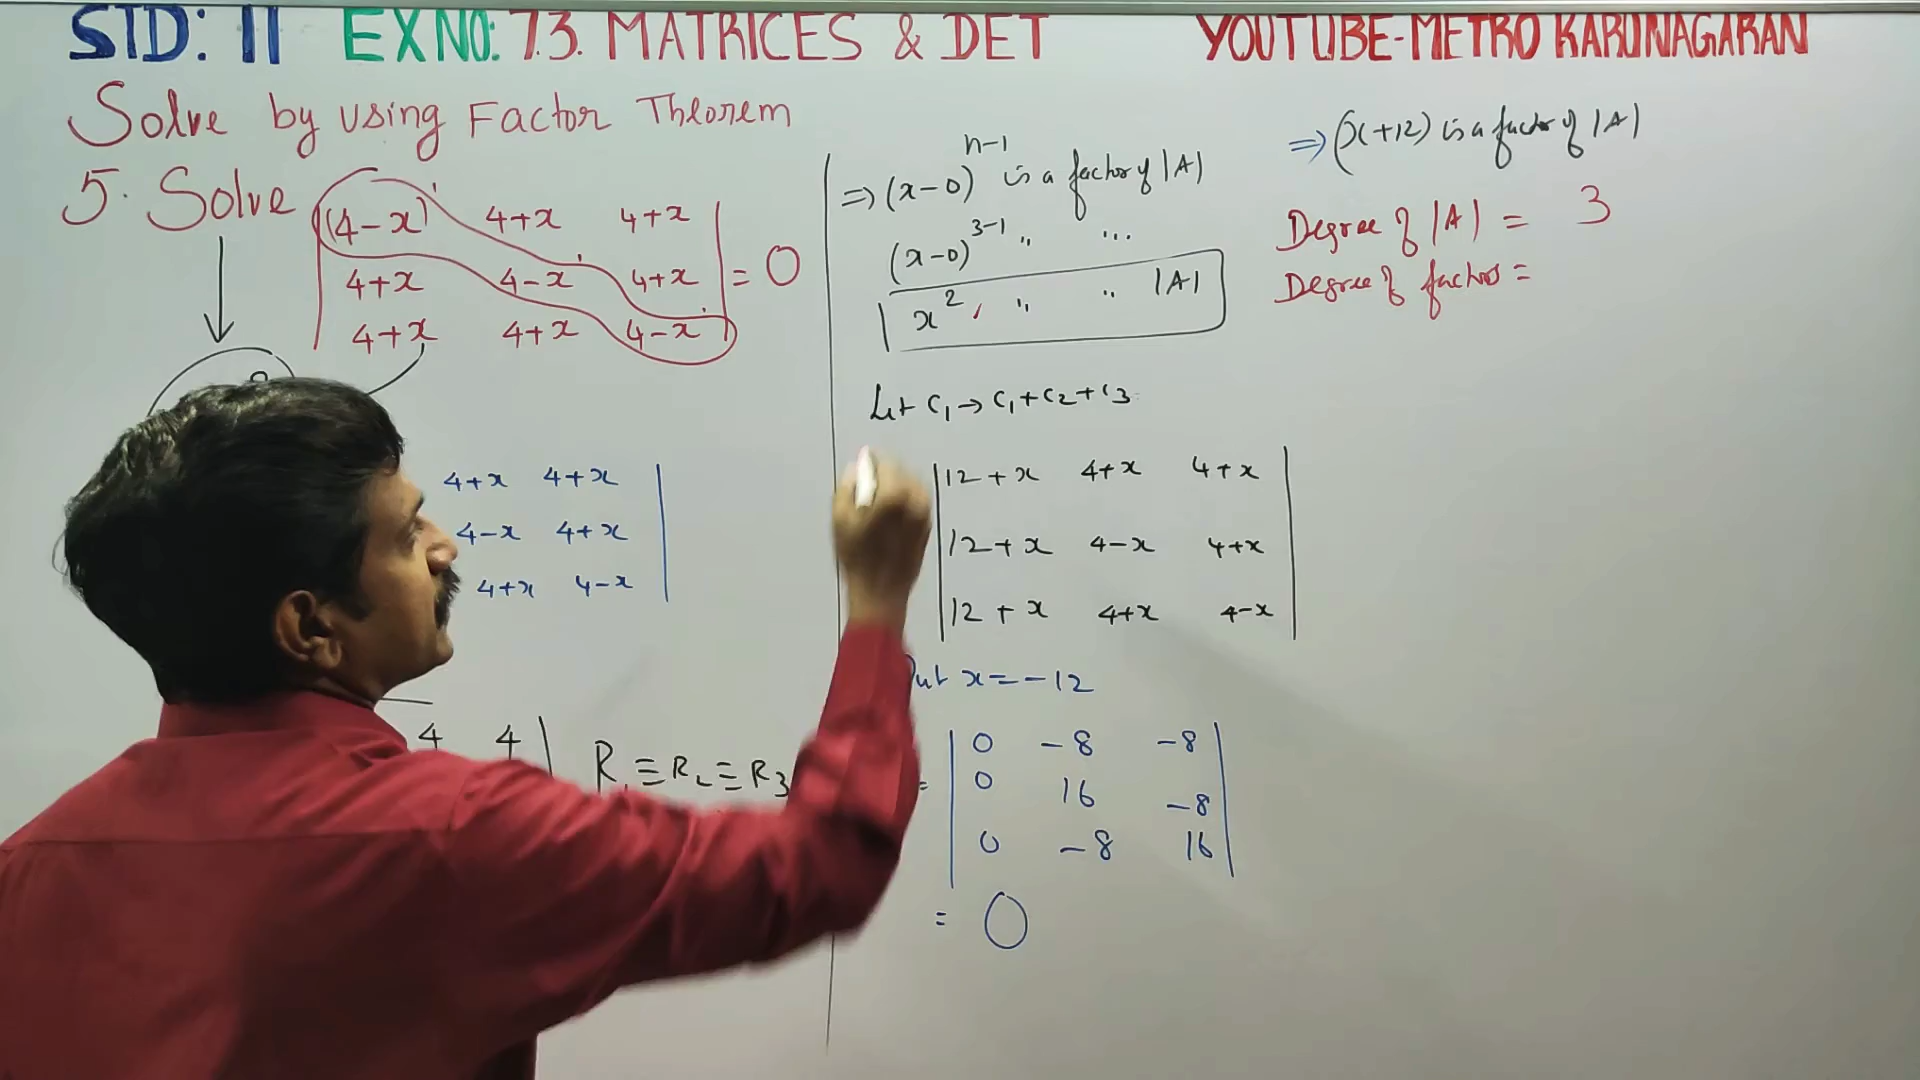 STD: 11 EX NO: 7.3. MATRICES & DET YOUTUBE-METRO KARUNAGARAN
Solve by using Factor Theorem
5. Solve
(4-x) 4+x 4+x
4+x 4-x 4+x = 0
4+x 4+x 4-x
4+x 4+x
4-x 4+x
4+x 4-x
4 4
R₁ ≡ R₂ ≡ R₃
⇒ (x-0)ⁿ⁻¹ is a factor of |A|
(x-0)³⁻¹ " ...
x², " " |A|
Let C₁ → C₁+C₂+C₃
12+x 4+x 4+x
12+x 4-x 4+x
12+x 4+x 4-x
Put x=-12
= 0 -8 -8
0 16 -8
0 -8 16
= 0
⇒ (x+12) is a factor of |A|
Degree of |A| = 3
Degree of factors =